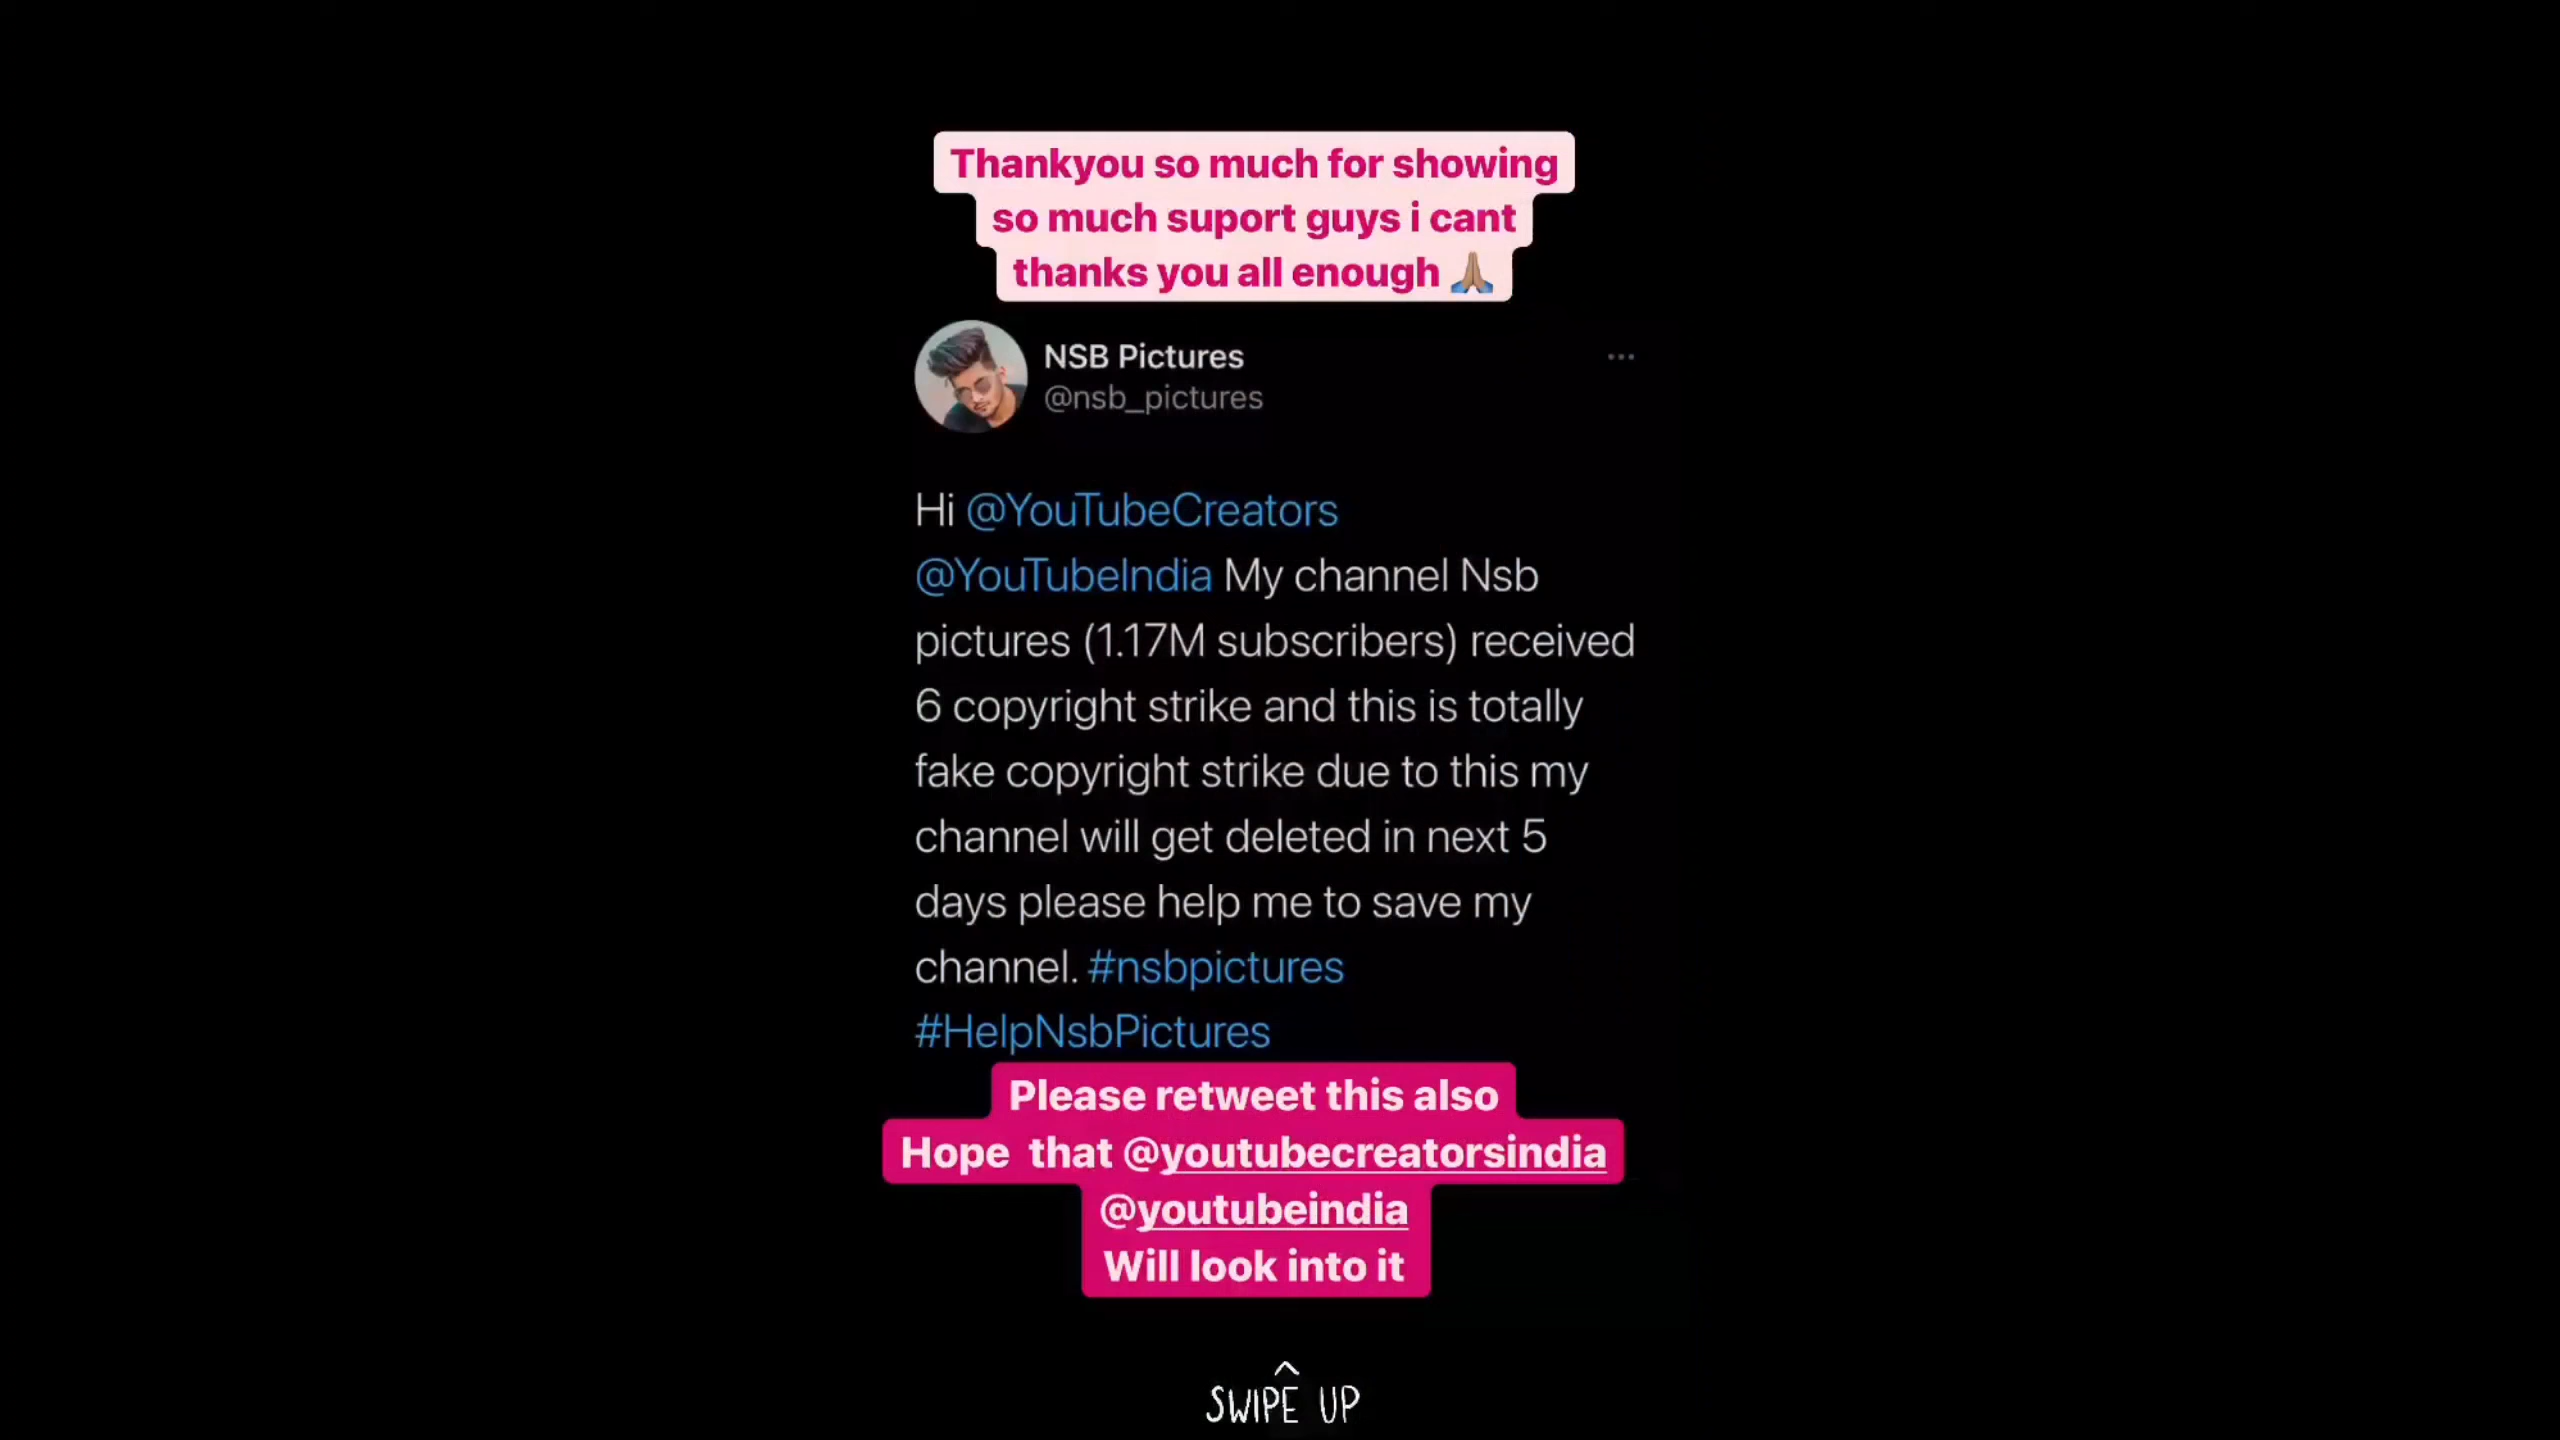 Thankyou so much for showing
so much suport guys i cant
thanks you all enough 🙏🏽
NSB Pictures
@nsb_pictures
Hi @YouTubeCreators
@YouTubeIndia My channel Nsb
pictures (1.17M subscribers) received
6 copyright strike and this is totally
fake copyright strike due to this my
channel will get deleted in next 5
days please help me to save my
channel. #nsbpictures
#HelpNsbPictures
Please retweet this also
Hope  that @youtubecreatorsindia
@youtubeindia
Will look into it
SWIPE UP